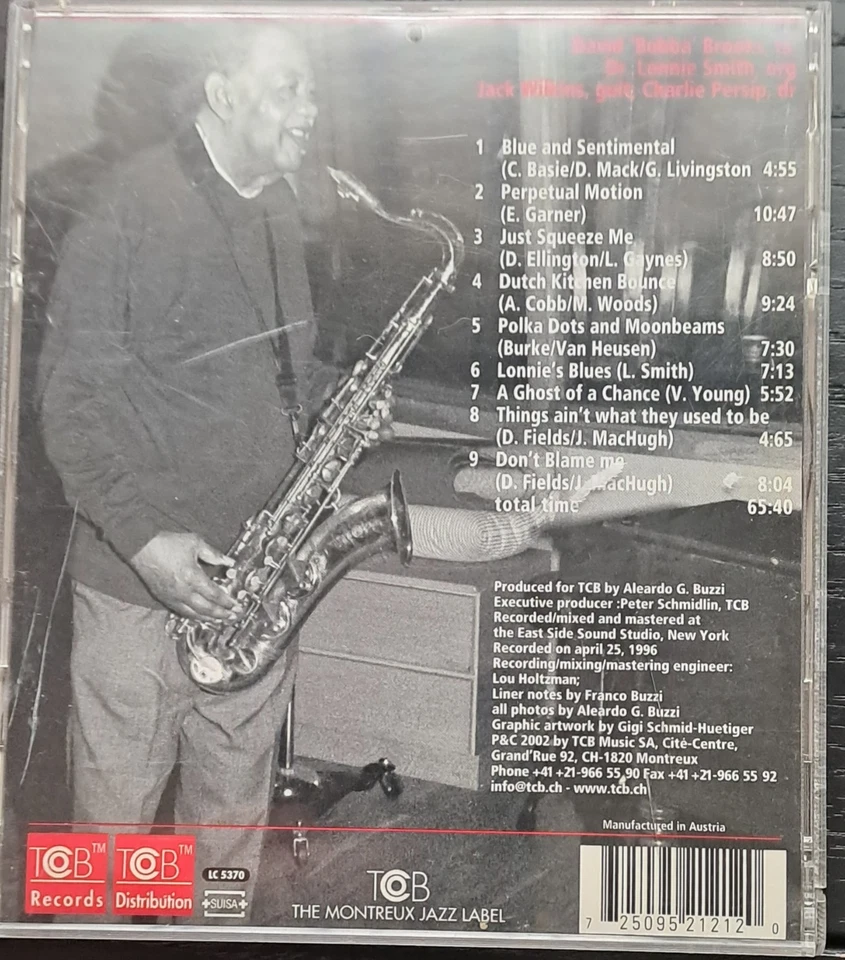 David "Bubba" Brooks
Dr. Lonnie Smith, org
Jack Wilkins, guit, Charlie Persip, dr
1 Blue and Sentimental
(C. Basie/D. Mack/G. Livingston 4:55
2 Perpetual Motion
(E. Garner) 10:47
3 Just Squeeze Me
(D. Ellington/L. Gaynes) 8:50
4 Dutch Kitchen Bounce
(A. Cobb/M. Woods) 9:24
5 Polka Dots and Moonbeams
(Burke/Van Heusen) 7:30
6 Lonnie's Blues (L. Smith) 7:13
7 A Ghost of a Chance (V. Young) 5:52
8 Things ain't what they used to be
(D. Fields/J. MacHugh) 4:65
9 Don't Blame me
(D. Fields/J. MacHugh) 8:04
total time 65:40
Produced for TCB by Aleardo G. Buzzi
Executive producer :Peter Schmidlin, TCB
Recorded/mixed and mastered at
the East Side Sound Studio, New York
Recorded on april 25, 1996
Recording/mixing/mastering engineer:
Lou Holtzman;
Liner notes by Franco Buzzi
all photos by Aleardo G. Buzzi
Graphic artwork by Gigi Schmid-Huetiger
P&C 2002 by TCB Music SA, Cité-Centre,
Grand'Rue 92, CH-1820 Montreux
Phone +41 +21-966 55 90 Fax +41 +21-966 55 92
info@tcb.ch - www.tcb.ch
Manufactured in Austria
TCB™ Records
TCB™ Distribution
LC 5370
SUISA
TCB
THE MONTREUX JAZZ LABEL
7 25095 21212 0